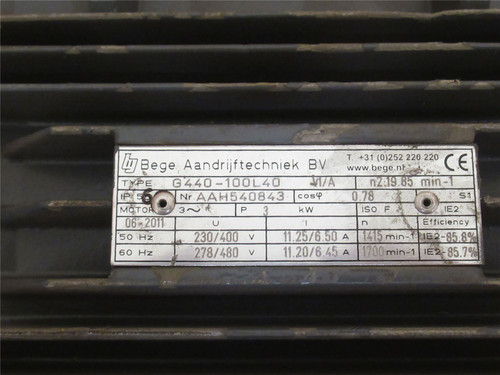 Bege Aandrijftechniek BV T. +31 (0)252 220 220
www.bege.nl CE
TYPE G440-100L40 VI/A n2:19.85 min-1
IP 5 Nr AAH540843 cosφ 0.78 S1
MOTOR 3~ P 3 kW ISO. F IE2
06-2011 U I n Efficiency
50 Hz 230/400 V 11.25/6.50 A 1415 min-1 IE2-85.8%
60 Hz 278/480 V 11.20/6.45 A 1700 min-1 IE2-85.7%